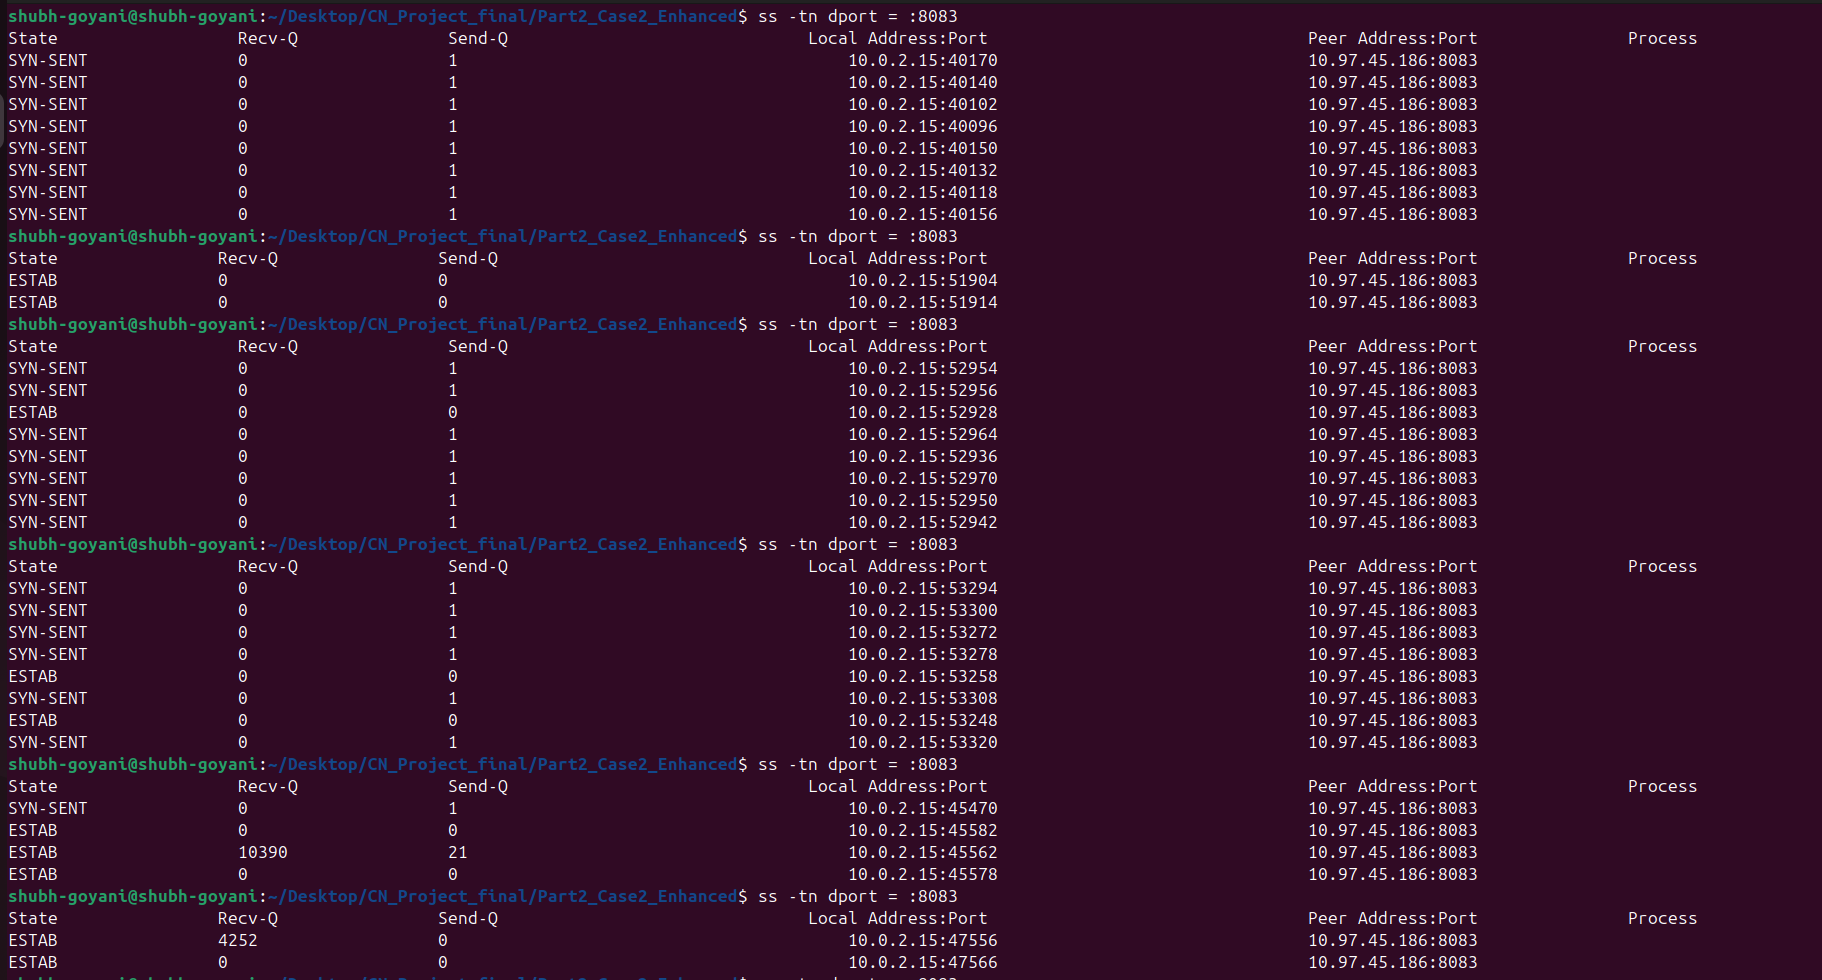 shubh-goyani@shubh-goyani:~/Desktop/CN_Project_final/Part2_Case2_Enhanced$ ss -tn dport = :8083
State Recv-Q Send-Q Local Address:Port Peer Address:Port Process
SYN-SENT 0 1 10.0.2.15:40170 10.97.45.186:8083
SYN-SENT 0 1 10.0.2.15:40140 10.97.45.186:8083
SYN-SENT 0 1 10.0.2.15:40102 10.97.45.186:8083
SYN-SENT 0 1 10.0.2.15:40096 10.97.45.186:8083
SYN-SENT 0 1 10.0.2.15:40150 10.97.45.186:8083
SYN-SENT 0 1 10.0.2.15:40132 10.97.45.186:8083
SYN-SENT 0 1 10.0.2.15:40118 10.97.45.186:8083
SYN-SENT 0 1 10.0.2.15:40156 10.97.45.186:8083
shubh-goyani@shubh-goyani:~/Desktop/CN_Project_final/Part2_Case2_Enhanced$ ss -tn dport = :8083
State Recv-Q Send-Q Local Address:Port Peer Address:Port Process
ESTAB 0 0 10.0.2.15:51904 10.97.45.186:8083
ESTAB 0 0 10.0.2.15:51914 10.97.45.186:8083
shubh-goyani@shubh-goyani:~/Desktop/CN_Project_final/Part2_Case2_Enhanced$ ss -tn dport = :8083
State Recv-Q Send-Q Local Address:Port Peer Address:Port Process
SYN-SENT 0 1 10.0.2.15:52954 10.97.45.186:8083
SYN-SENT 0 1 10.0.2.15:52956 10.97.45.186:8083
ESTAB 0 0 10.0.2.15:52928 10.97.45.186:8083
SYN-SENT 0 1 10.0.2.15:52964 10.97.45.186:8083
SYN-SENT 0 1 10.0.2.15:52936 10.97.45.186:8083
SYN-SENT 0 1 10.0.2.15:52970 10.97.45.186:8083
SYN-SENT 0 1 10.0.2.15:52950 10.97.45.186:8083
SYN-SENT 0 1 10.0.2.15:52942 10.97.45.186:8083
shubh-goyani@shubh-goyani:~/Desktop/CN_Project_final/Part2_Case2_Enhanced$ ss -tn dport = :8083
State Recv-Q Send-Q Local Address:Port Peer Address:Port Process
SYN-SENT 0 1 10.0.2.15:53294 10.97.45.186:8083
SYN-SENT 0 1 10.0.2.15:53300 10.97.45.186:8083
SYN-SENT 0 1 10.0.2.15:53272 10.97.45.186:8083
SYN-SENT 0 1 10.0.2.15:53278 10.97.45.186:8083
ESTAB 0 0 10.0.2.15:53258 10.97.45.186:8083
SYN-SENT 0 1 10.0.2.15:53308 10.97.45.186:8083
ESTAB 0 0 10.0.2.15:53248 10.97.45.186:8083
SYN-SENT 0 1 10.0.2.15:53320 10.97.45.186:8083
shubh-goyani@shubh-goyani:~/Desktop/CN_Project_final/Part2_Case2_Enhanced$ ss -tn dport = :8083
State Recv-Q Send-Q Local Address:Port Peer Address:Port Process
SYN-SENT 0 1 10.0.2.15:45470 10.97.45.186:8083
ESTAB 0 0 10.0.2.15:45582 10.97.45.186:8083
ESTAB 10390 21 10.0.2.15:45562 10.97.45.186:8083
ESTAB 0 0 10.0.2.15:45578 10.97.45.186:8083
shubh-goyani@shubh-goyani:~/Desktop/CN_Project_final/Part2_Case2_Enhanced$ ss -tn dport = :8083
State Recv-Q Send-Q Local Address:Port Peer Address:Port Process
ESTAB 4252 0 10.0.2.15:47556 10.97.45.186:8083
ESTAB 0 0 10.0.2.15:47566 10.97.45.186:8083